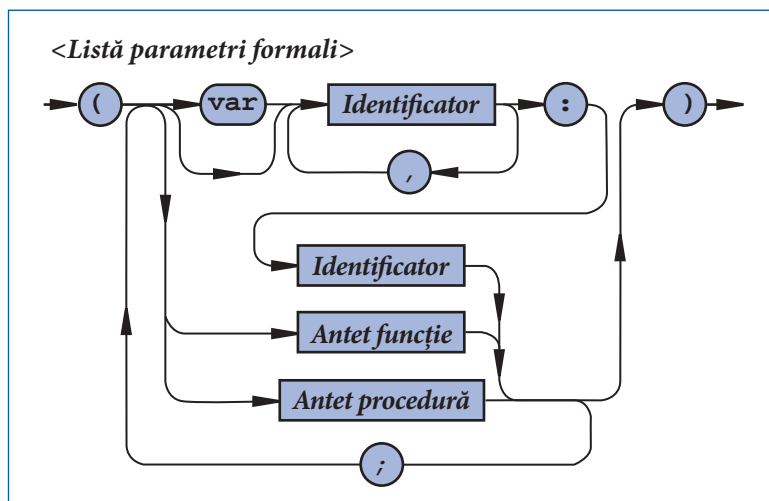 <Listă parametri formali>
( var Identificator : )
,
Identificator
Antet funcție
Antet procedură
;